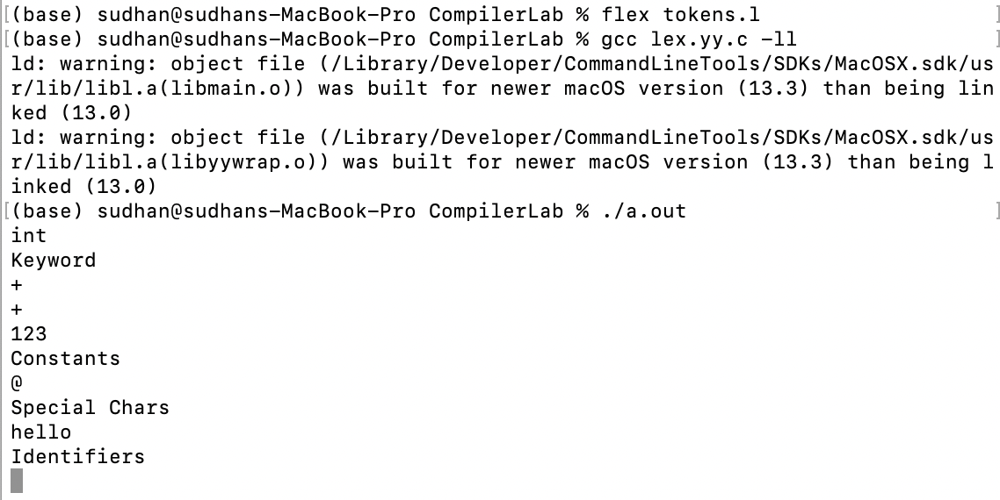 [(base) sudhan@sudhans-MacBook-Pro CompilerLab % flex tokens.l ]
[(base) sudhan@sudhans-MacBook-Pro CompilerLab % gcc lex.yy.c -ll ]
ld: warning: object file (/Library/Developer/CommandLineTools/SDKs/MacOSX.sdk/us
r/lib/libl.a(libmain.o)) was built for newer macOS version (13.3) than being lin
ked (13.0)
ld: warning: object file (/Library/Developer/CommandLineTools/SDKs/MacOSX.sdk/us
r/lib/libl.a(libyywrap.o)) was built for newer macOS version (13.3) than being l
inked (13.0)
[(base) sudhan@sudhans-MacBook-Pro CompilerLab % ./a.out ]
int
Keyword
+
+
123
Constants
@
Special Chars
hello
Identifiers